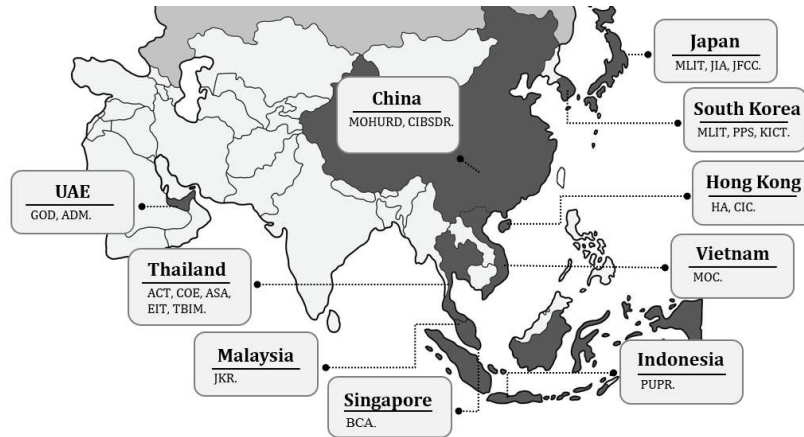 Japan
MLIT, JIA, JFCC.
China
MOHURD, CIBSDR.
South Korea
MLIT, PPS, KICT.
UAE
GOD, ADM.
Hong Kong
HA, CIC.
Thailand
ACT, COE, ASA,
EIT, TBIM.
Vietnam
MOC.
Malaysia
JKR.
Indonesia
PUPR.
Singapore
BCA.